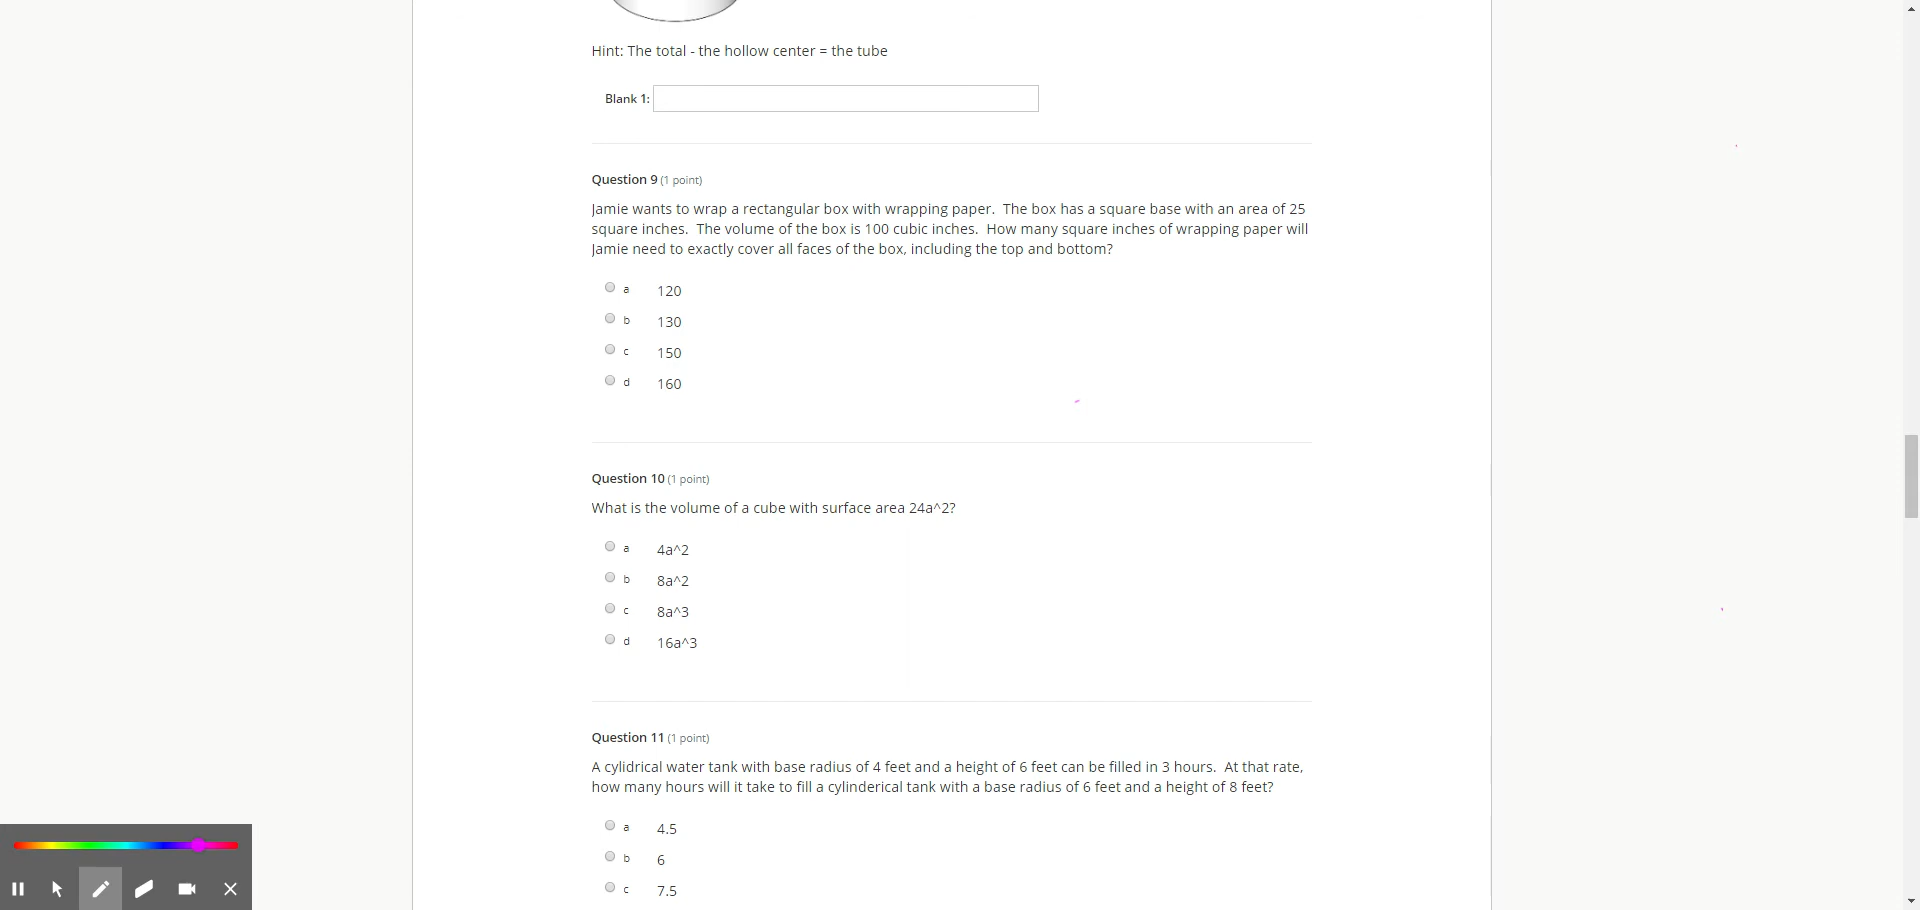 Hint: The total - the hollow center = the tube
Blank 1:
Question 9 (1 point)
Jamie wants to wrap a rectangular box with wrapping paper.  The box has a square base with an area of 25
square inches.  The volume of the box is 100 cubic inches.  How many square inches of wrapping paper will
Jamie need to exactly cover all faces of the box, including the top and bottom?
a 120
b 130
c 150
d 160
Question 10 (1 point)
What is the volume of a cube with surface area 24a^2?
a 4a^2
b 8a^2
c 8a^3
d 16a^3
Question 11 (1 point)
A cylidrical water tank with base radius of 4 feet and a height of 6 feet can be filled in 3 hours.  At that rate,
how many hours will it take to fill a cylinderical tank with a base radius of 6 feet and a height of 8 feet?
a 4.5
b 6
c 7.5